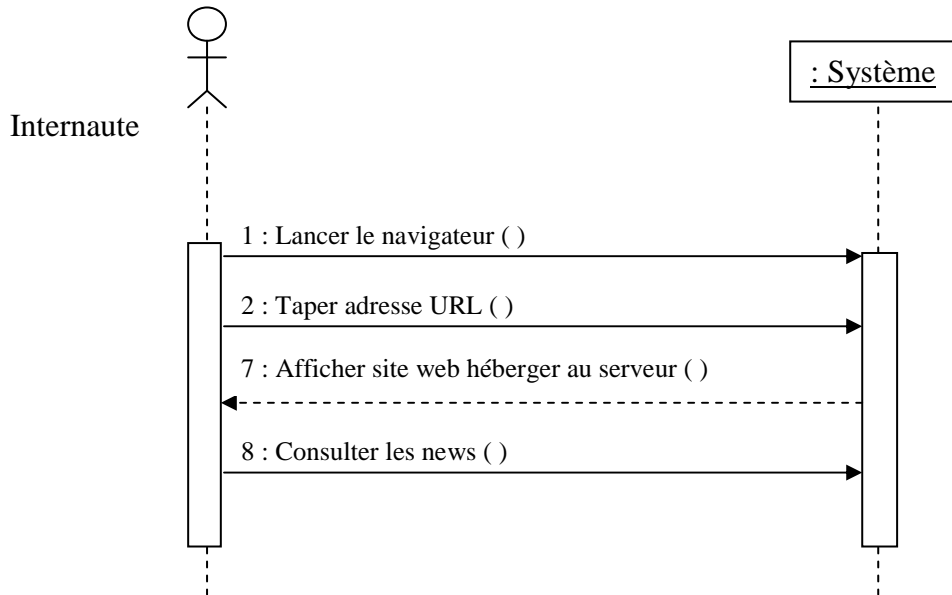 : Système
Internaute
1 : Lancer le navigateur ( )
2 : Taper adresse URL ( )
7 : Afficher site web héberger au serveur ( )
8 : Consulter les news ( )